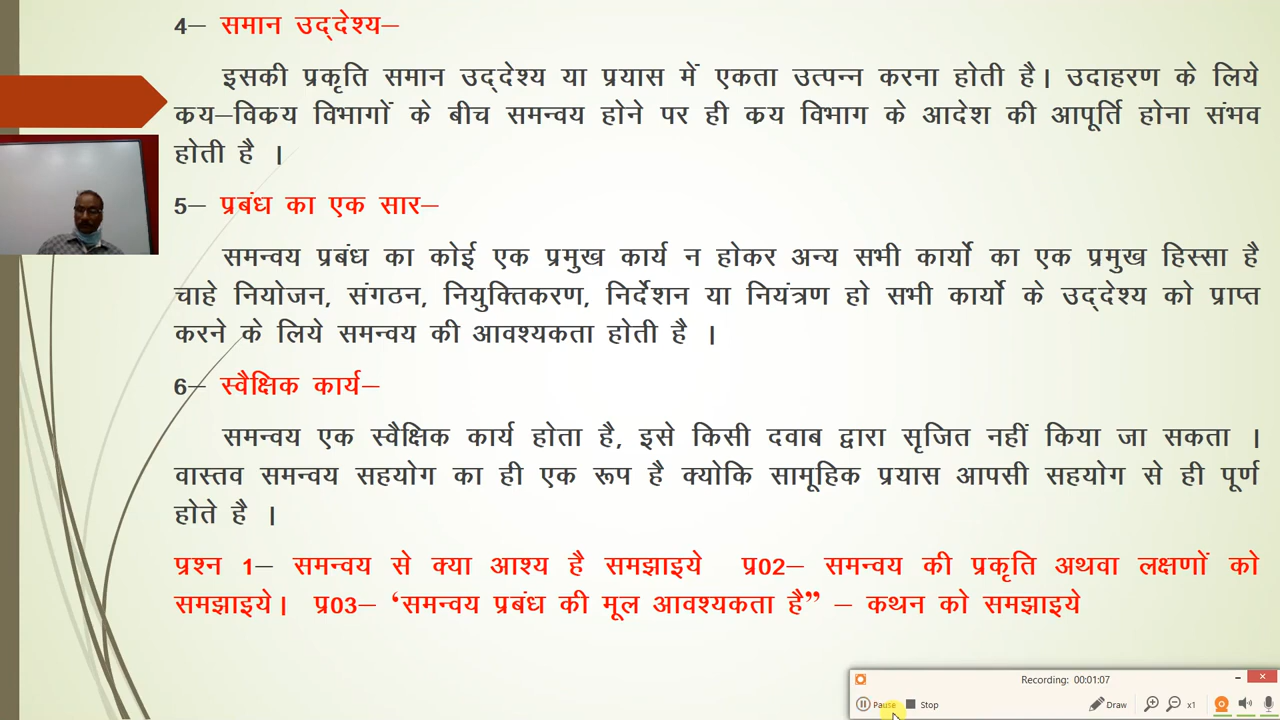 4– समान उद्‌देश्य–
इसकी प्रकृति समान उद्‌देश्य या प्रयास में एकता उत्पन्न करना होती है। उदाहरण के लिये
कय–विकय विभागों के बीच समन्वय होने पर ही कय विभाग के आदेश की आपूर्ति होना संभव
होती है ।
5– प्रबंध का एक सार–
समन्वय प्रबंध का कोई एक प्रमुख कार्य न होकर अन्य सभी कार्यो का एक प्रमुख हिस्सा है
चाहे नियोजन, संगठन, नियुक्तिकरण, निर्देशन या नियंत्रण हो सभी कार्यो के उद्‌देश्य को प्राप्त
करने के लिये समन्वय की आवश्यकता होती है ।
6– स्वैक्षिक कार्य–
समन्वय एक स्वैक्षिक कार्य होता है, इसे किसी दवाब द्वारा सृजित नहीं किया जा सकता ।
वास्तव समन्वय सहयोग का ही एक रूप है क्योकि सामूहिक प्रयास आपसी सहयोग से ही पूर्ण
होते है ।
प्रश्न 1– समन्वय से क्या आश्य है समझाइये प्र02– समन्वय की प्रकृति अथवा लक्षणों को
समझाइये। प्र03– ‘समन्वय प्रबंध की मूल आवश्यकता है” – कथन को समझाइये
Recording: 00:01:07
Pause Stop Draw x1